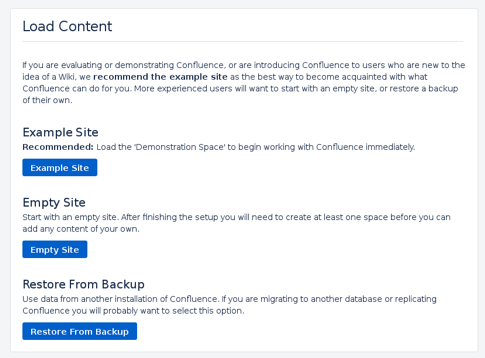 Load Content
If you are evaluating or demonstrating Confluence, or are introducing Confluence to users who are new to the
idea of a Wiki, we recommend the example site as the best way to become acquainted with what
Confluence can do for you. More experienced users will want to start with an empty site, or restore a backup
of their own.
Example Site
Recommended: Load the 'Demonstration Space' to begin working with Confluence immediately.
Example Site
Empty Site
Start with an empty site. After finishing the setup you will need to create at least one space before you can
add any content of your own.
Empty Site
Restore From Backup
Use data from another installation of Confluence. If you are migrating to another database or replicating
Confluence you will probably want to select this option.
Restore From Backup